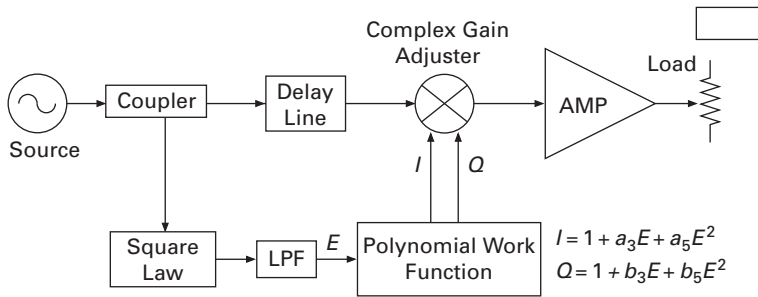 Complex Gain
Adjuster
Load
Coupler
Delay
Line
AMP
Source
I
Q
Square
Law
LPF
E
Polynomial Work
Function
I = 1 + a₃E + a₅E²
Q = 1 + b₃E + b₅E²